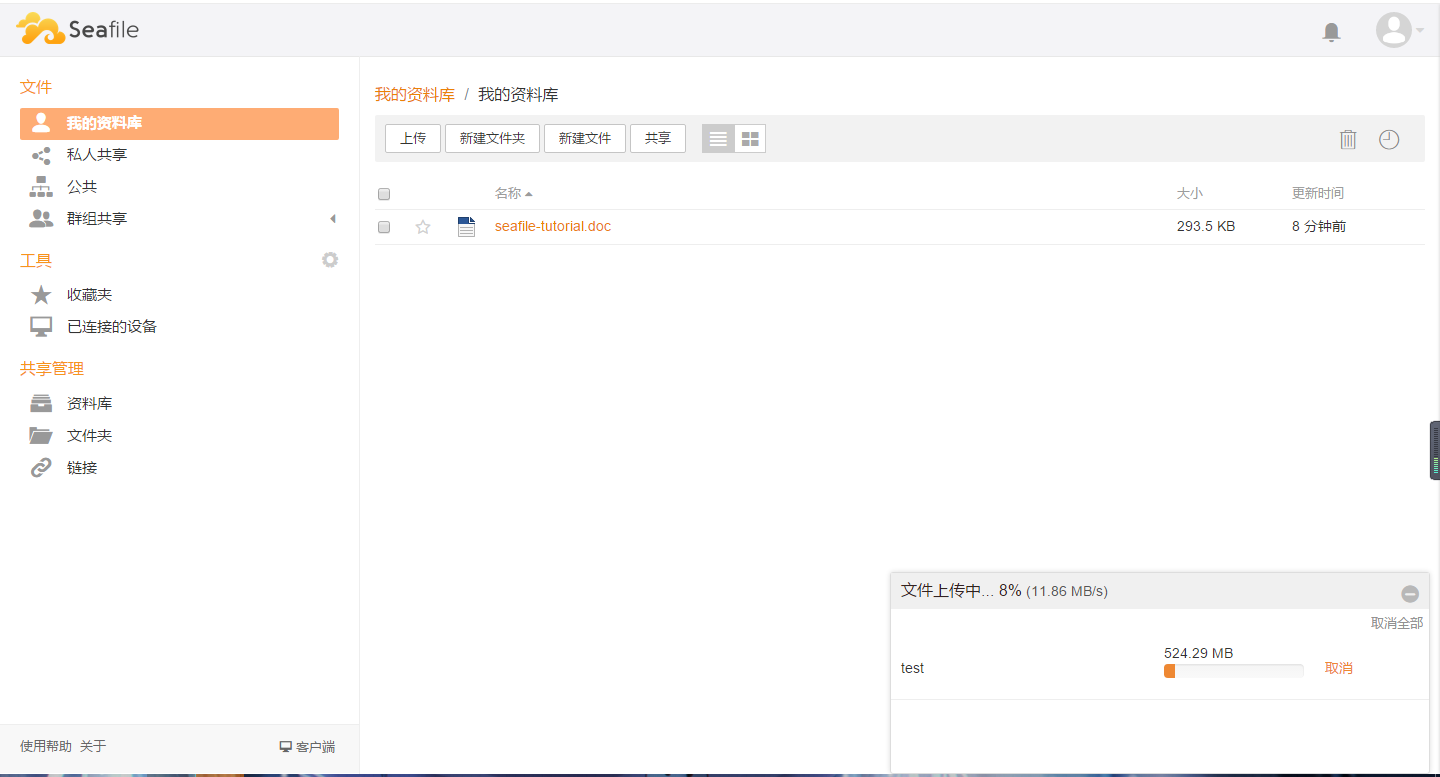 Seafile
文件
我的资料库
私人共享
公共
群组共享
工具
收藏夹
已连接的设备
共享管理
资料库
文件夹
链接
使用帮助 关于 客户端
我的资料库 / 我的资料库
上传 新建文件夹 新建文件 共享
名称 大小 更新时间
seafile-tutorial.doc 293.5 KB 8 分钟前
文件上传中... 8% (11.86 MB/s)
取消全部
524.29 MB
test 取消